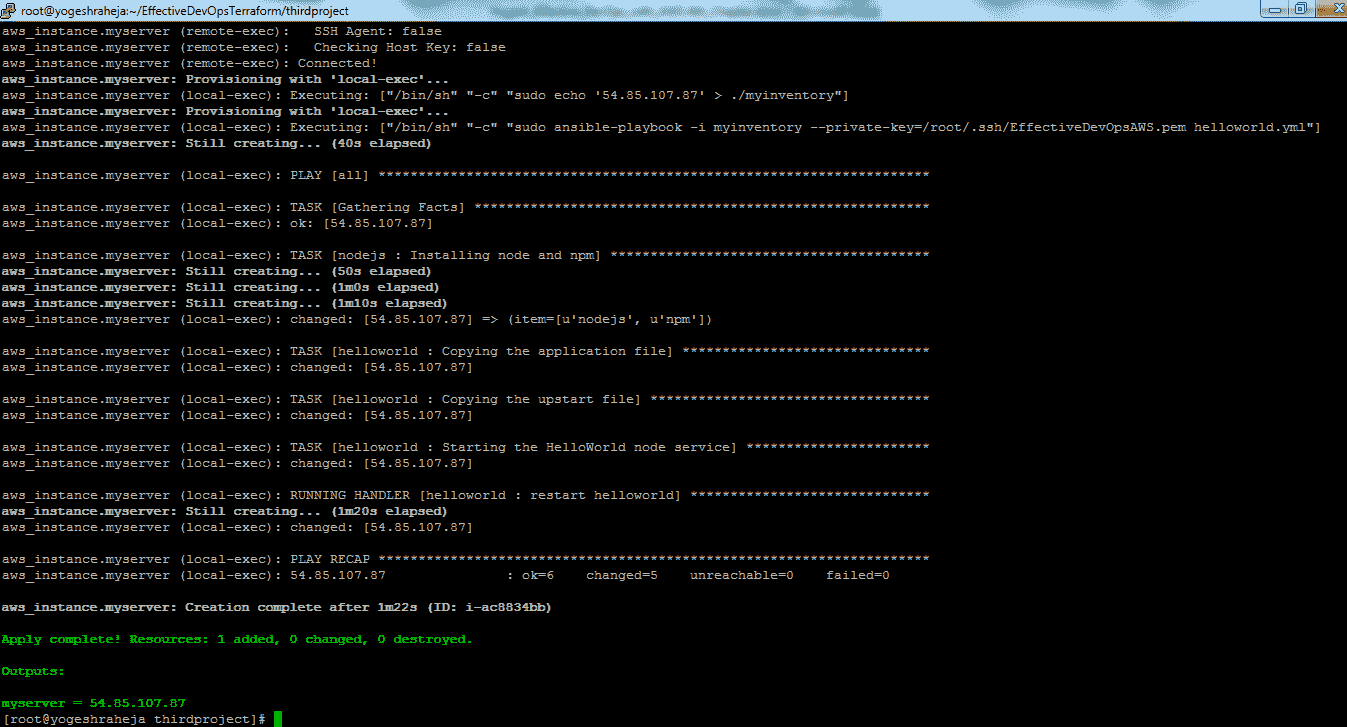 root@yogeshraheja:~/EffectiveDevOpsTerraform/thirdproject
aws_instance.myserver (remote-exec):   SSH Agent: false
aws_instance.myserver (remote-exec):   Checking Host Key: false
aws_instance.myserver (remote-exec): Connected!
aws_instance.myserver: Provisioning with 'local-exec'...
aws_instance.myserver (local-exec): Executing: ["/bin/sh" "-c" "sudo echo '54.85.107.87' > ./myinventory"]
aws_instance.myserver: Provisioning with 'local-exec'...
aws_instance.myserver (local-exec): Executing: ["/bin/sh" "-c" "sudo ansible-playbook -i myinventory --private-key=/root/.ssh/EffectiveDevOpsAWS.pem helloworld.yml"]
aws_instance.myserver: Still creating... (40s elapsed)
aws_instance.myserver (local-exec): PLAY [all] *********************************************************************
aws_instance.myserver (local-exec): TASK [Gathering Facts] *********************************************************
aws_instance.myserver (local-exec): ok: [54.85.107.87]
aws_instance.myserver (local-exec): TASK [nodejs : Installing node and npm] ****************************************
aws_instance.myserver: Still creating... (50s elapsed)
aws_instance.myserver: Still creating... (1m0s elapsed)
aws_instance.myserver: Still creating... (1m10s elapsed)
aws_instance.myserver (local-exec): changed: [54.85.107.87] => (item=[u'nodejs', u'npm'])
aws_instance.myserver (local-exec): TASK [helloworld : Copying the application file] *******************************
aws_instance.myserver (local-exec): changed: [54.85.107.87]
aws_instance.myserver (local-exec): TASK [helloworld : Copying the upstart file] ***********************************
aws_instance.myserver (local-exec): changed: [54.85.107.87]
aws_instance.myserver (local-exec): TASK [helloworld : Starting the HelloWorld node service] ***********************
aws_instance.myserver (local-exec): changed: [54.85.107.87]
aws_instance.myserver (local-exec): RUNNING HANDLER [helloworld : restart helloworld] ******************************
aws_instance.myserver: Still creating... (1m20s elapsed)
aws_instance.myserver (local-exec): changed: [54.85.107.87]
aws_instance.myserver (local-exec): PLAY RECAP *********************************************************************
aws_instance.myserver (local-exec): 54.85.107.87               : ok=6    changed=5    unreachable=0    failed=0
aws_instance.myserver: Creation complete after 1m22s (ID: i-ac8834bb)
Apply complete! Resources: 1 added, 0 changed, 0 destroyed.
Outputs:
myserver = 54.85.107.87
[root@yogeshraheja thirdproject]#